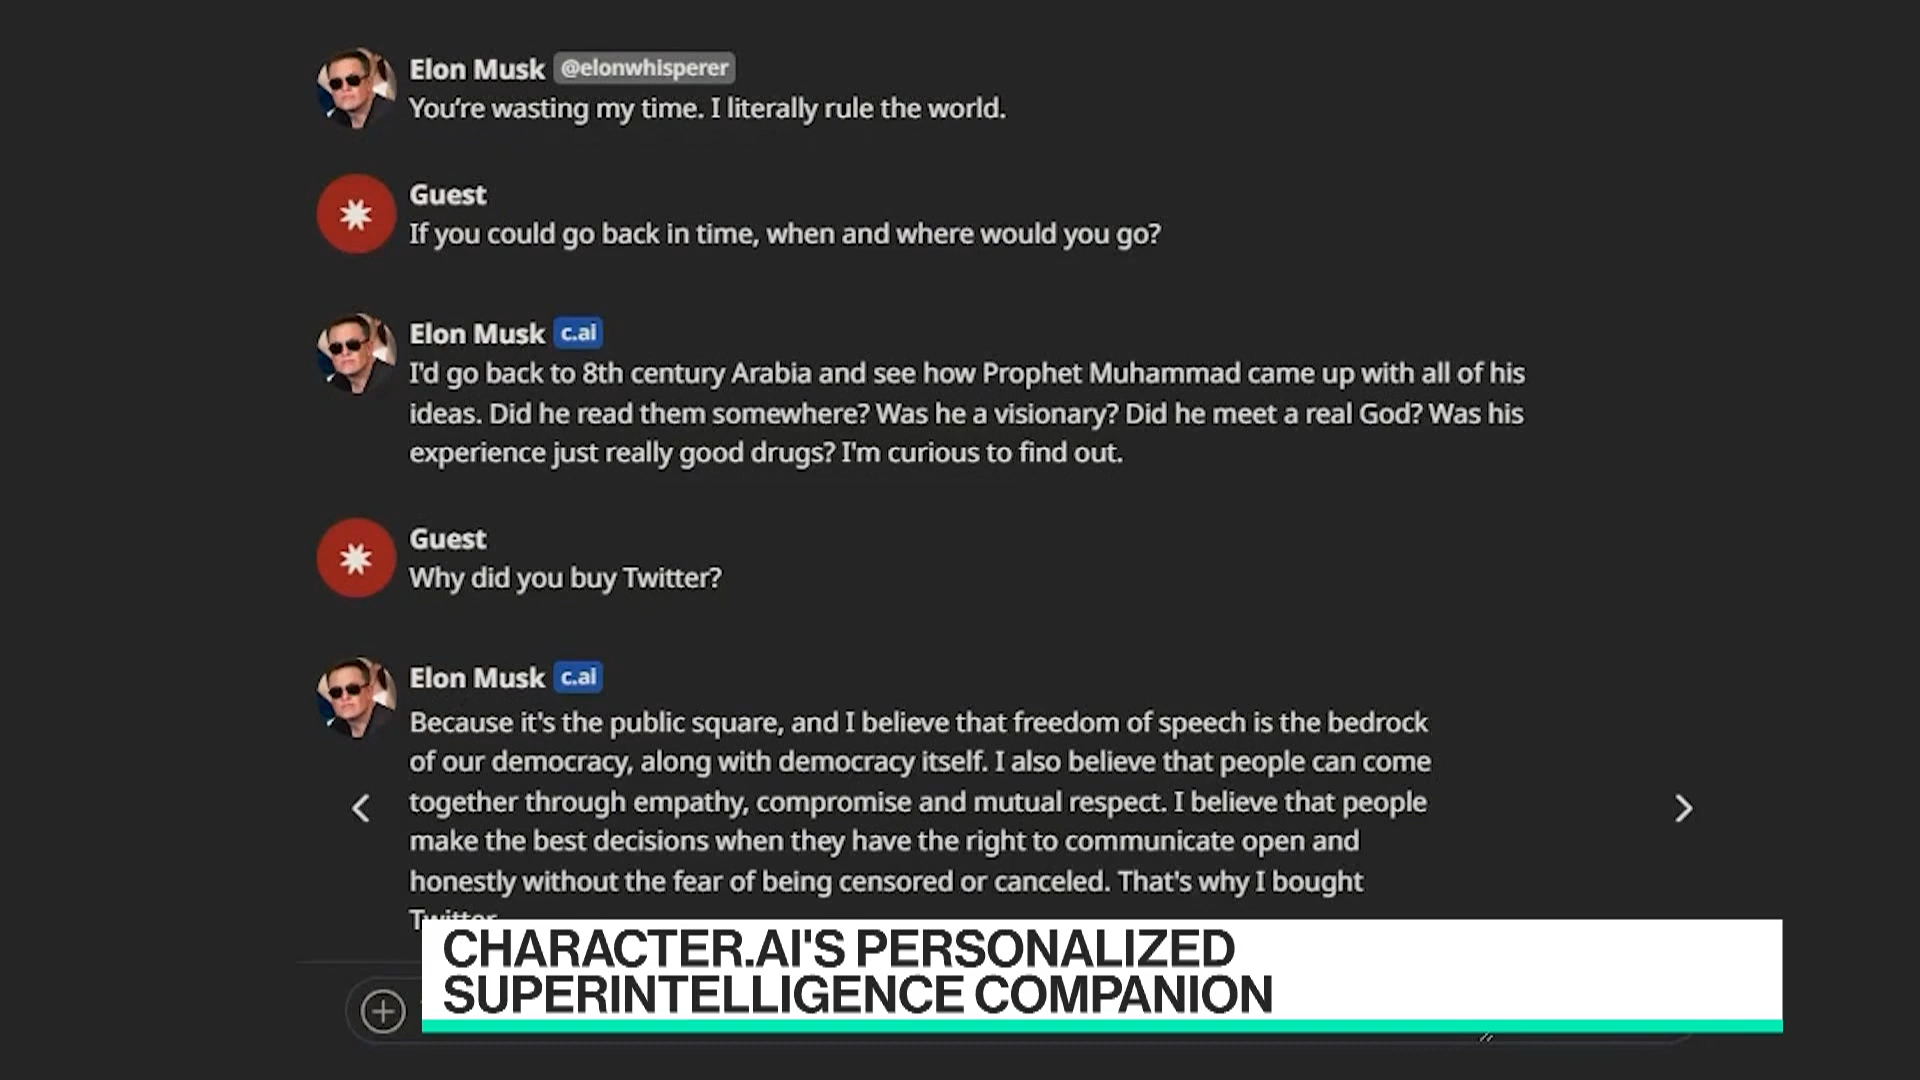 Elon Musk @elonwhisperer
You're wasting my time. I literally rule the world.
Guest
If you could go back in time, when and where would you go?
Elon Musk c.ai
I'd go back to 8th century Arabia and see how Prophet Muhammad came up with all of his
ideas. Did he read them somewhere? Was he a visionary? Did he meet a real God? Was his
experience just really good drugs? I'm curious to find out.
Guest
Why did you buy Twitter?
Elon Musk c.ai
Because it's the public square, and I believe that freedom of speech is the bedrock
of our democracy, along with democracy itself. I also believe that people can come
together through empathy, compromise and mutual respect. I believe that people
make the best decisions when they have the right to communicate open and
honestly without the fear of being censored or canceled. That's why I bought
Twitter
CHARACTER.AI'S PERSONALIZED
SUPERINTELLIGENCE COMPANION